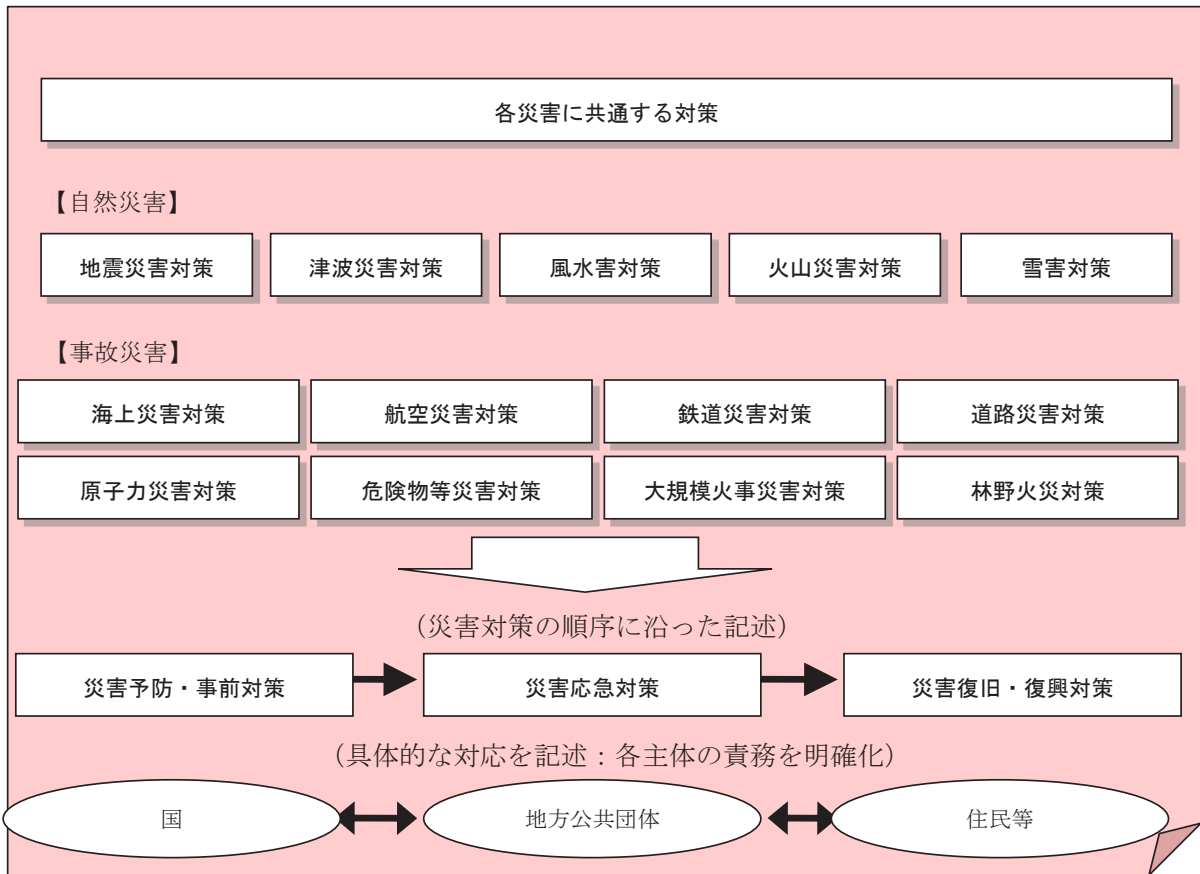 各災害に共通する対策
【自然災害】
地震災害対策
津波災害対策
風水害対策
火山災害対策
雪害対策
【事故災害】
海上災害対策
航空災害対策
鉄道災害対策
道路災害対策
原子力災害対策
危険物等災害対策
大規模火事災害対策
林野火災対策
(災害対策の順序に沿った記述)
災害予防・事前対策
災害応急対策
災害復旧・復興対策
(具体的な対応を記述：各主体の責務を明確化)
国
地方公共団体
住民等